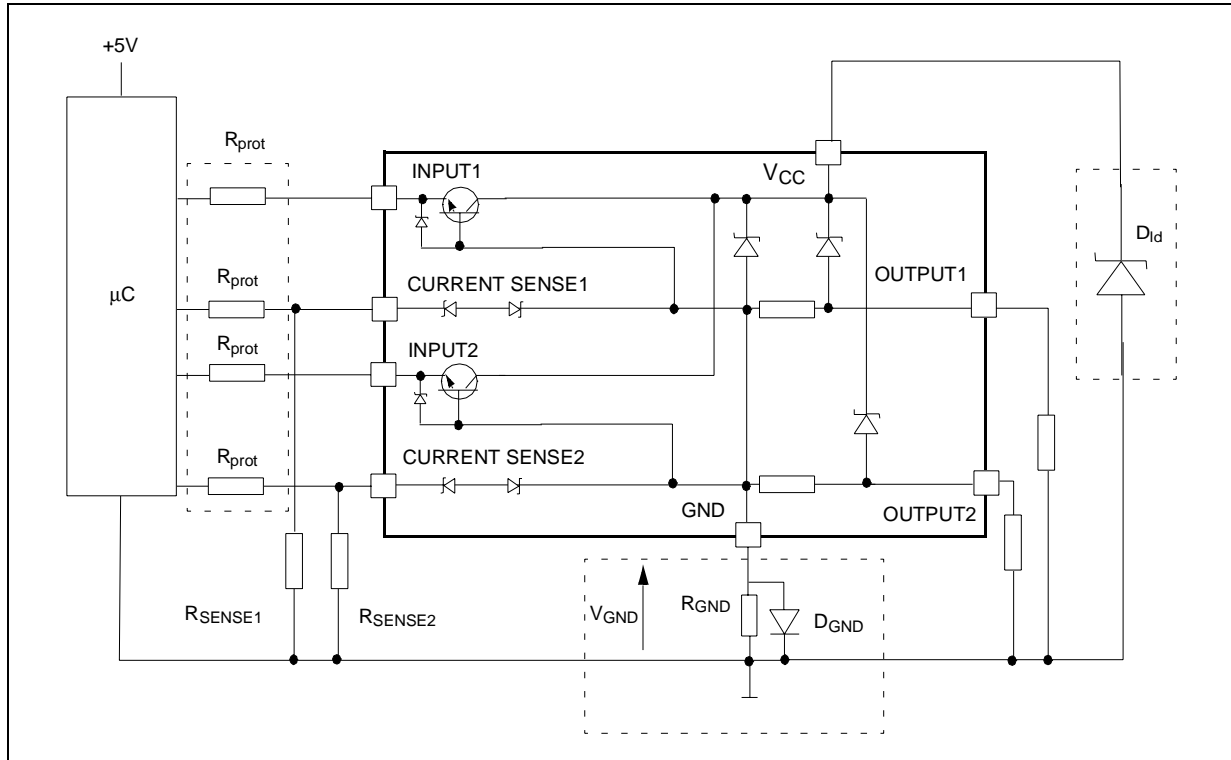 +5V
μC
Rprot
INPUT1
VCC
Rprot
CURRENT SENSE1
OUTPUT1
Dld
Rprot
INPUT2
Rprot
CURRENT SENSE2
GND
OUTPUT2
RSENSE1
RSENSE2
VGND
RGND
DGND